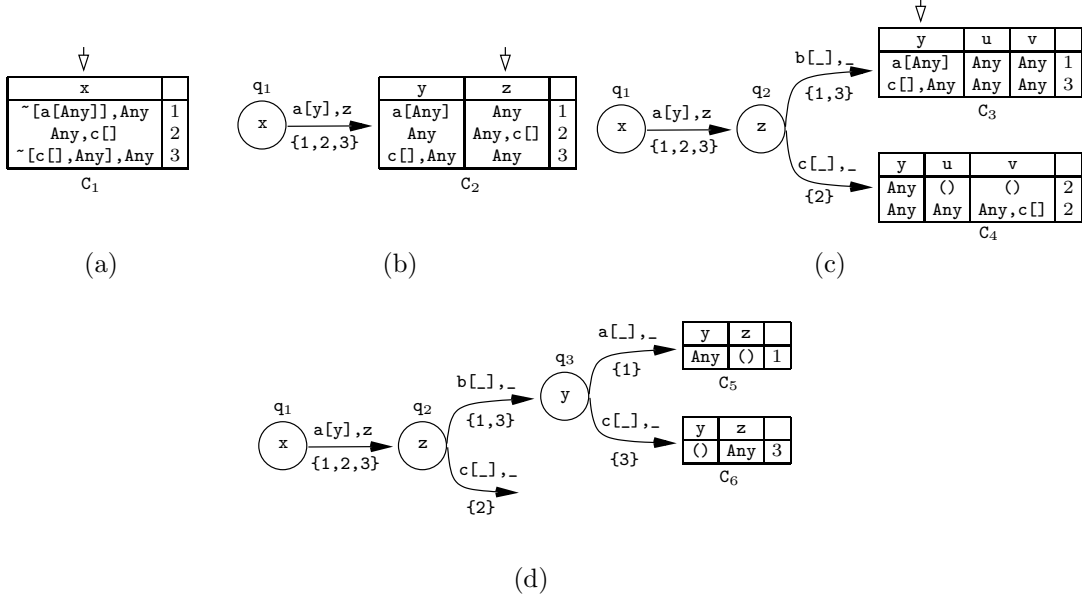 x
~[a[Any]],Any 1
Any,c[] 2
~[c[],Any],Any 3
C1
(a)
q1
x
a[y],z
{1,2,3}
y z
a[Any] Any 1
Any Any,c[] 2
c[],Any Any 3
C2
(b)
q1
x
a[y],z
{1,2,3}
q2
z
b[_],_
{1,3}
c[_],_
{2}
y u v
a[Any] Any Any 1
c[],Any Any Any 3
C3
y u v
Any () () 2
Any Any Any,c[] 2
C4
(c)
q1
x
a[y],z
{1,2,3}
q2
z
b[_],_
{1,3}
c[_],_
{2}
q3
y
a[_],_
{1}
c[_],_
{3}
y z
Any () 1
C5
y z
() Any 3
C6
(d)